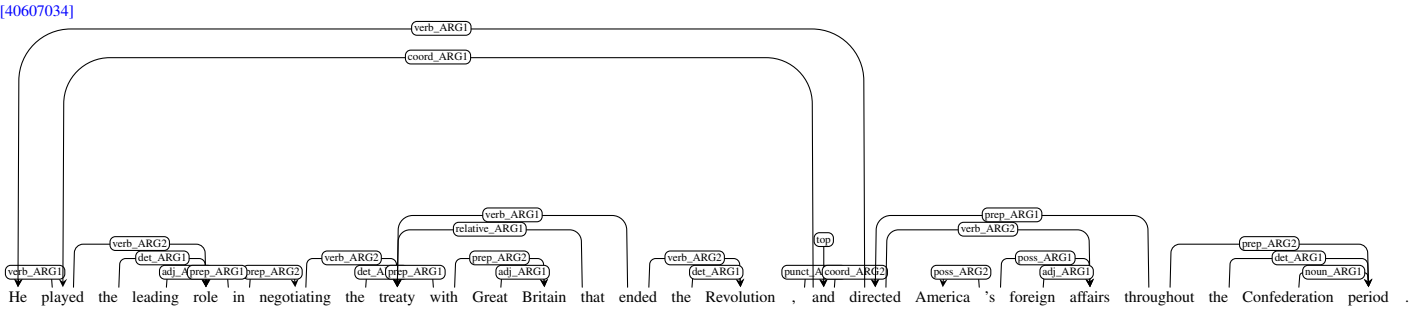 [40607034]
verb_ARG1
coord_ARG1
verb_ARG1 prep_ARG1
relative_ARG1 verb_ARG2
verb_ARG2 top prep_ARG2
det_ARG1 verb_ARG2 prep_ARG2 verb_ARG2 poss_ARG1 det_ARG1
verb_ARG1 adj_A prep_ARG1 prep_ARG2 det_A prep_ARG1 adj_ARG1 det_ARG1 punct_A coord_ARG2 poss_ARG2 adj_ARG1 noun_ARG1
He played the leading role in negotiating the treaty with Great Britain that ended the Revolution , and directed America 's foreign affairs throughout the Confederation period .